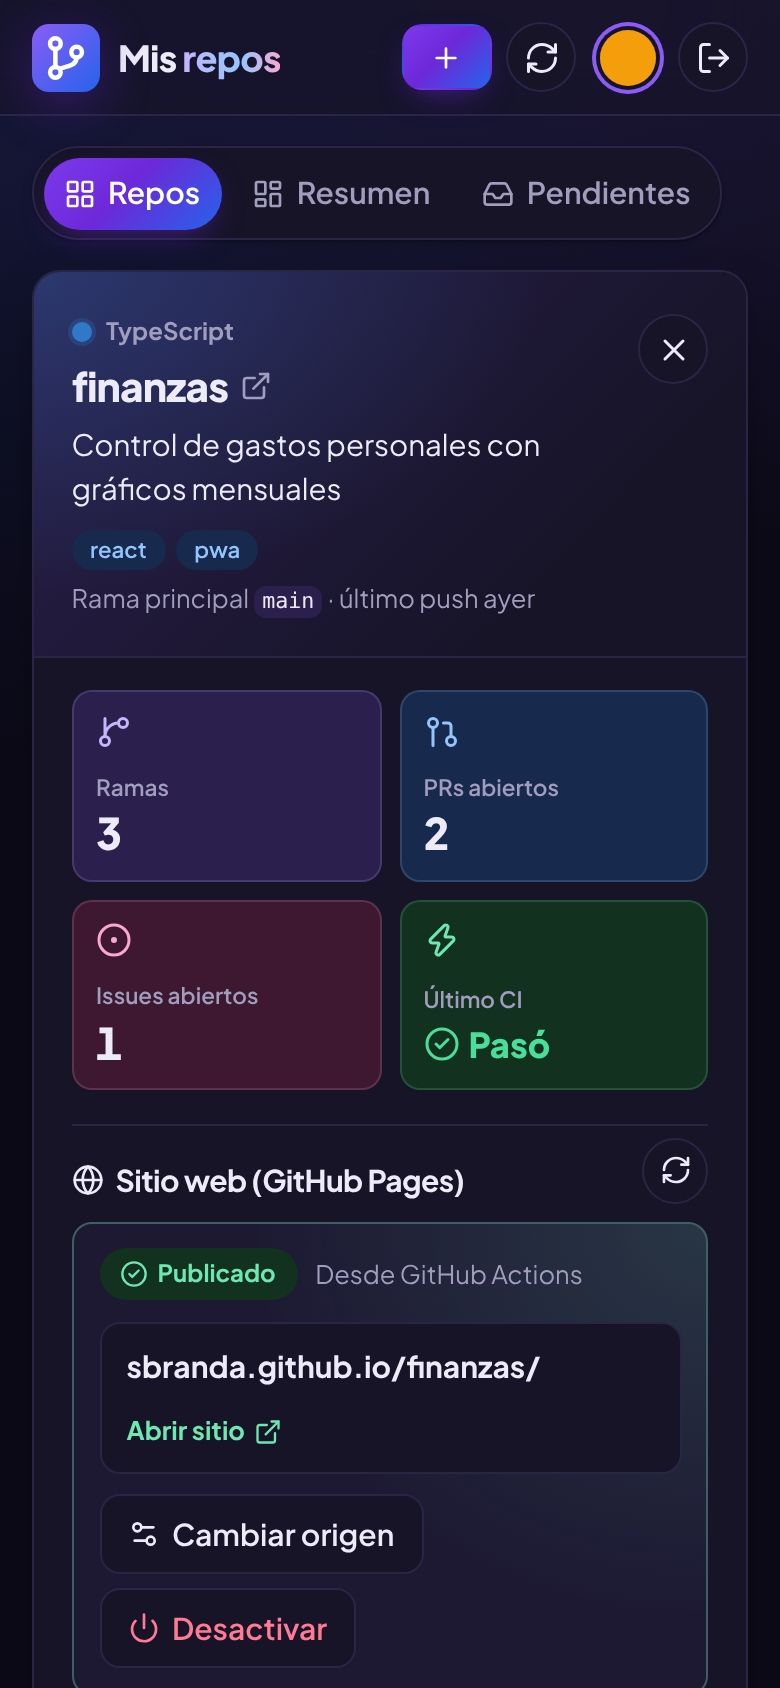 Mis repos
Repos
Resumen
Pendientes
TypeScript
finanzas
Control de gastos personales con
gráficos mensuales
react pwa
Rama principal main · último push ayer
Ramas
3
PRs abiertos
2
Issues abiertos
1
Último CI
Pasó
Sitio web (GitHub Pages)
Publicado Desde GitHub Actions
sbranda.github.io/finanzas/
Abrir sitio
Cambiar origen
Desactivar